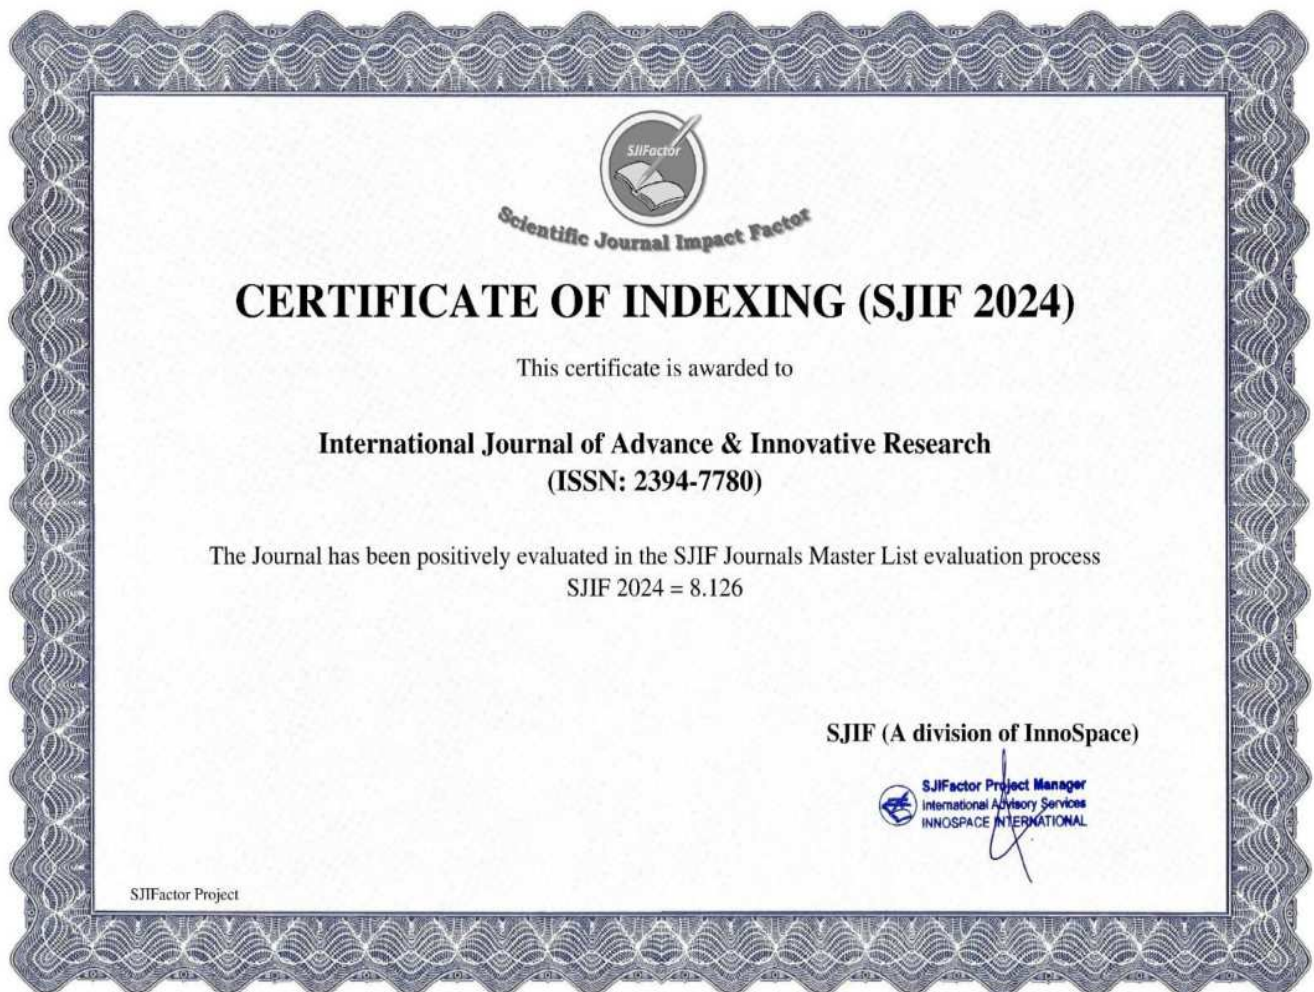 SJIFactor
Scientific Journal Impact Factor
CERTIFICATE OF INDEXING (SJIF 2024)
This certificate is awarded to
International Journal of Advance & Innovative Research
(ISSN: 2394-7780)
The Journal has been positively evaluated in the SJIF Journals Master List evaluation process
SJIF 2024 = 8.126
SJIF (A division of InnoSpace)
SJIFactor Project Manager
International Advisory Services
INNOSPACE INTERNATIONAL
SJIFactor Project